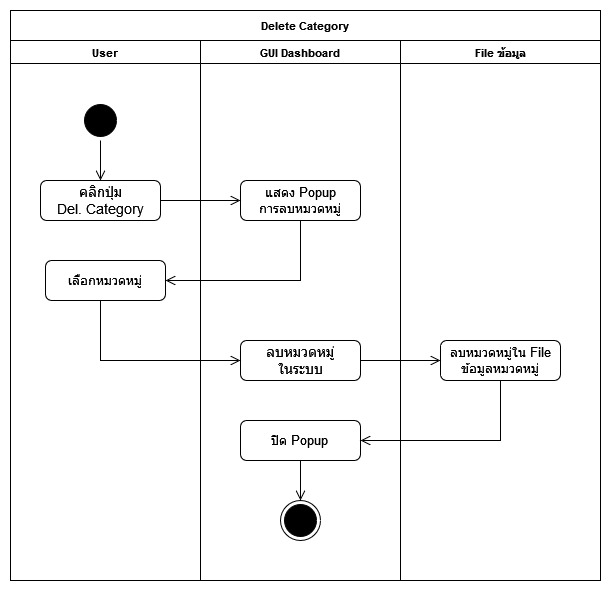 Delete Category
User
GUI Dashboard
File ข้อมูล
คลิกปุ่ม
Del. Category
แสดง Popup
การลบหมวดหมู่
เลือกหมวดหมู่
ลบหมวดหมู่
ในระบบ
ลบหมวดหมู่ใน File
ข้อมูลหมวดหมู่
ปิด Popup